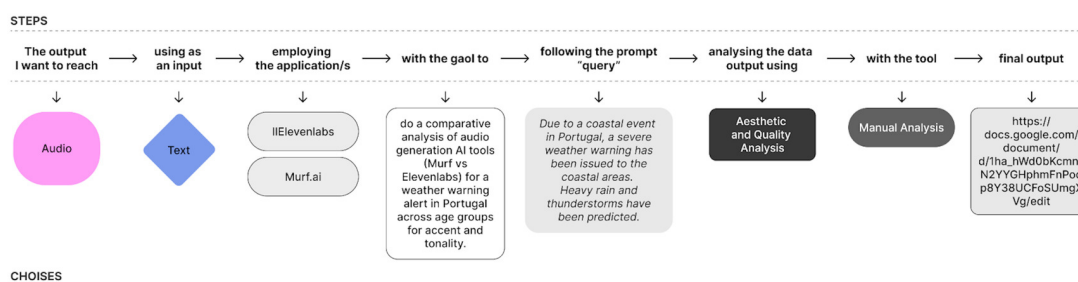 STEPS
The output
I want to reach
using as
an input
employing
the application/s
with the gaol to
following the prompt
“query”
analysing the data
output using
with the tool
final output
Audio
Text
IIElevenlabs
Murf.ai
do a comparative
analysis of audio
generation AI tools
(Murf vs
Elevenlabs) for a
weather warning
alert in Portugal
across age groups
for accent and
tonality.
Due to a coastal event
in Portugal, a severe
weather warning has
been issued to the
coastal areas.
Heavy rain and
thunderstorms have
been predicted.
Aesthetic
and Quality
Analysis
Manual Analysis
https://
docs.google.com/
document/
d/1ha_hWd0bKcmn
N2YYGHphmFnPoc
p8Y38UCFoSUmgX
Vg/edit
CHOISES